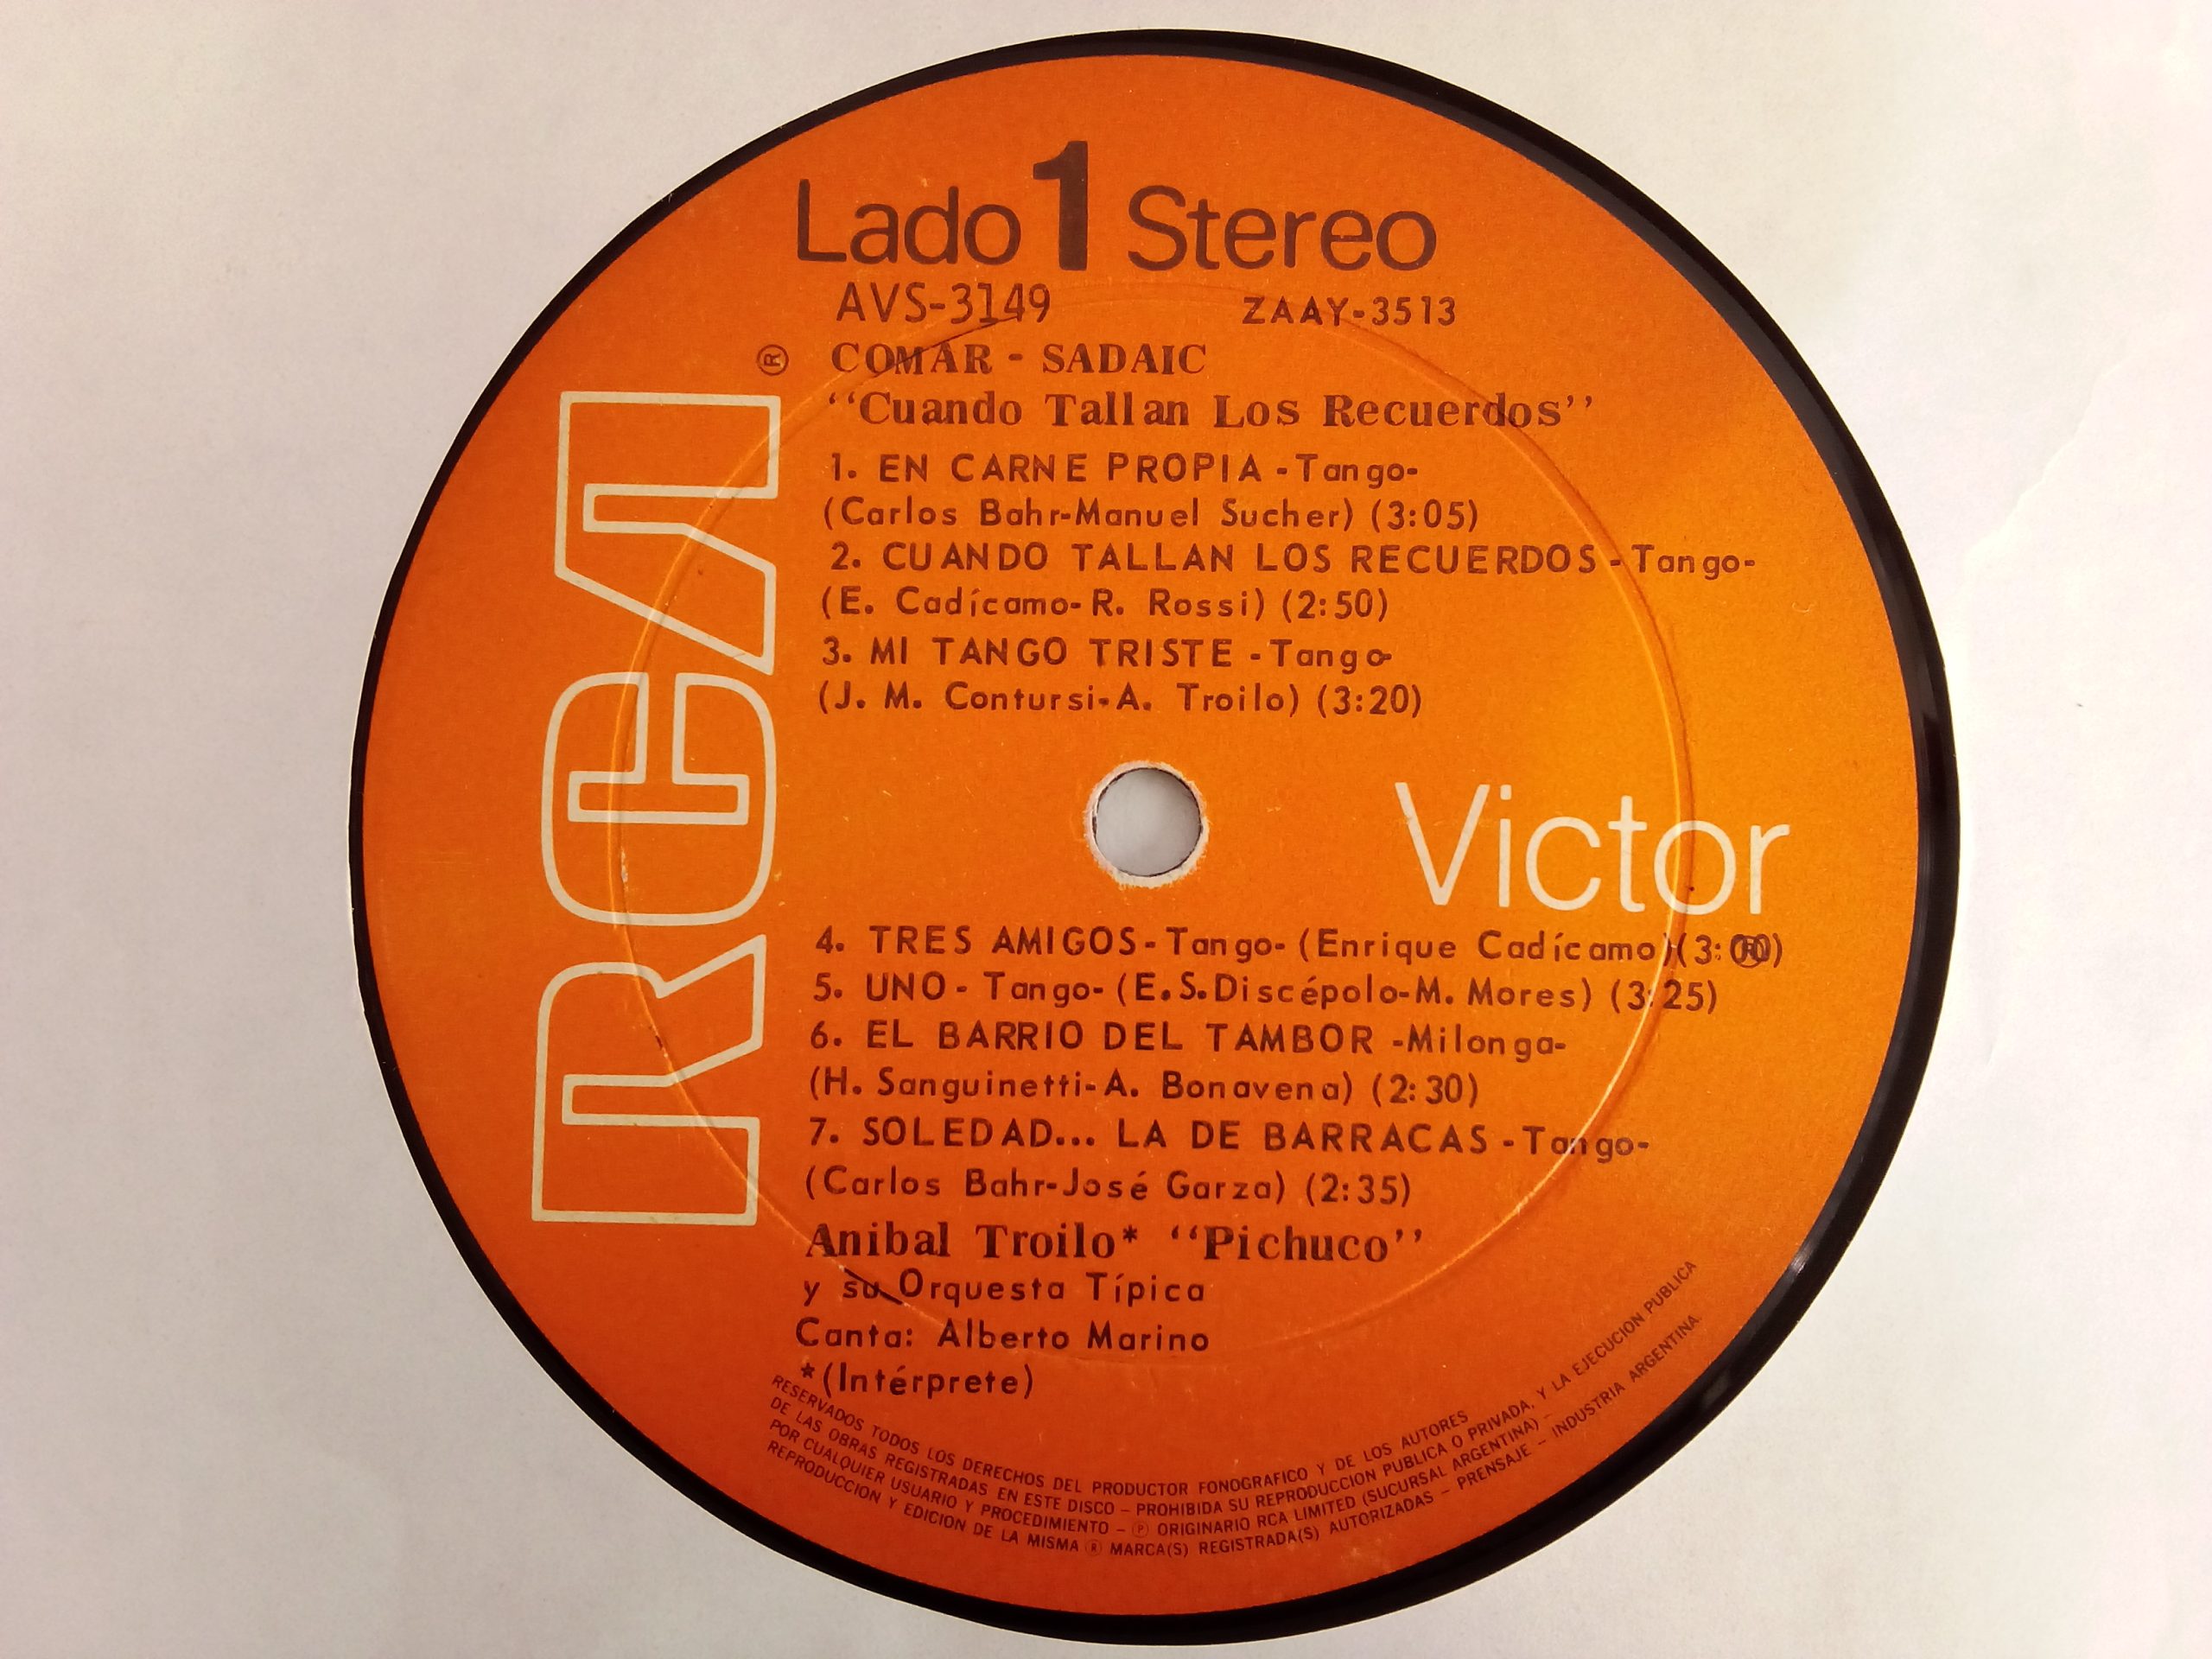 Lado 1 Stereo
AVS-3149 ZAAY-3513
® COMAR - SADAIC
RCA
"Cuando Tallan Los Recuerdos"
1. EN CARNE PROPIA -Tango-
(Carlos Bahr-Manuel Sucher) (3:05)
2. CUANDO TALLAN LOS RECUERDOS -Tango-
(E. Cadícamo-R. Rossi) (2:50)
3. MI TANGO TRISTE -Tango-
(J. M. Contursi-A. Troilo) (3:20)
Victor
®
4. TRES AMIGOS-Tango- (Enrique Cadícamo)(3:00)
5. UNO- Tango- (E.S.Discépolo-M. Mores) (3:25)
6. EL BARRIO DEL TAMBOR -Milonga-
(H. Sanguinetti-A. Bonavena) (2:30)
7. SOLEDAD... LA DE BARRACAS -Tango-
(Carlos Bahr-José Garza) (2:35)
Anibal Troilo* "Pichuco"
y su Orquesta Típica
Canta: Alberto Marino
*(Intérprete)
RESERVADOS TODOS LOS DERECHOS DEL PRODUCTOR FONOGRAFICO Y DE LOS AUTORES
DE LAS OBRAS REGISTRADAS EN ESTE DISCO – PROHIBIDA SU REPRODUCCION PUBLICA O PRIVADA, Y LA EJECUCION PUBLICA
POR CUALQUIER USUARIO Y PROCEDIMIENTO – Ⓟ ORIGINARIO RCA LIMITED (SUCURSAL ARGENTINA) –
REPRODUCCION Y EDICION DE LA MISMA ® MARCA(S) REGISTRADA(S) AUTORIZADAS – PRENSAJE – INDUSTRIA ARGENTINA.